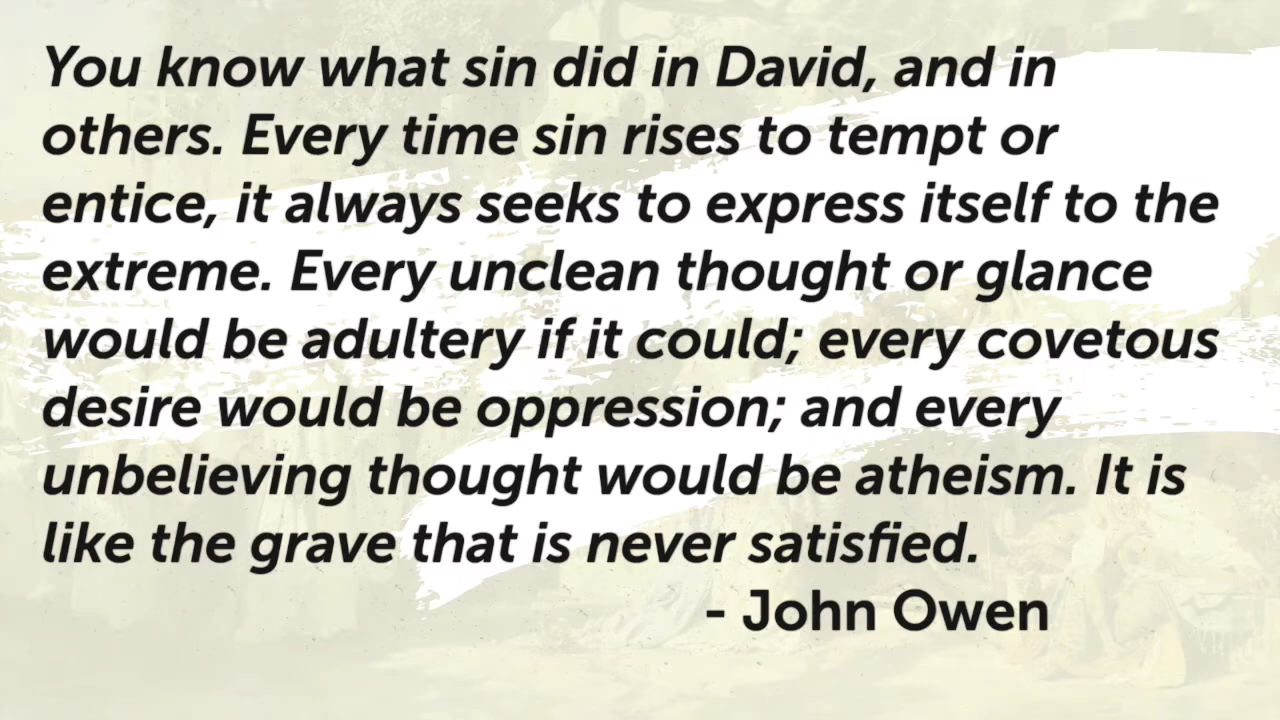 You know what sin did in David, and in
others. Every time sin rises to tempt or
entice, it always seeks to express itself to the
extreme. Every unclean thought or glance
would be adultery if it could; every covetous
desire would be oppression; and every
unbelieving thought would be atheism. It is
like the grave that is never satisfied.
- John Owen